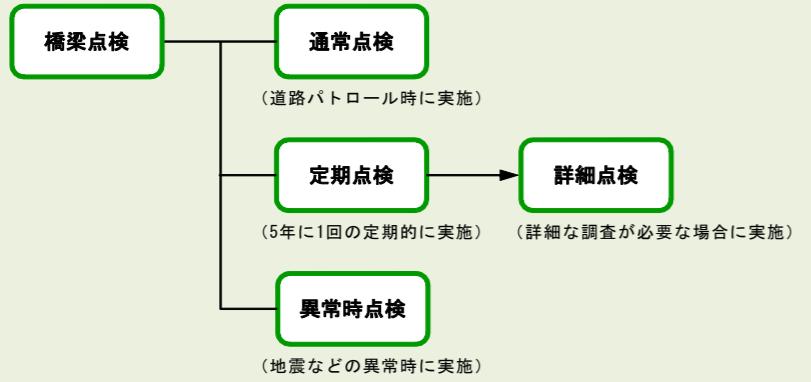 橋梁点検
通常点検
(道路パトロール時に実施)
定期点検
詳細点検
(5年に1回の定期的に実施)
(詳細な調査が必要な場合に実施)
異常時点検
(地震などの異常時に実施)